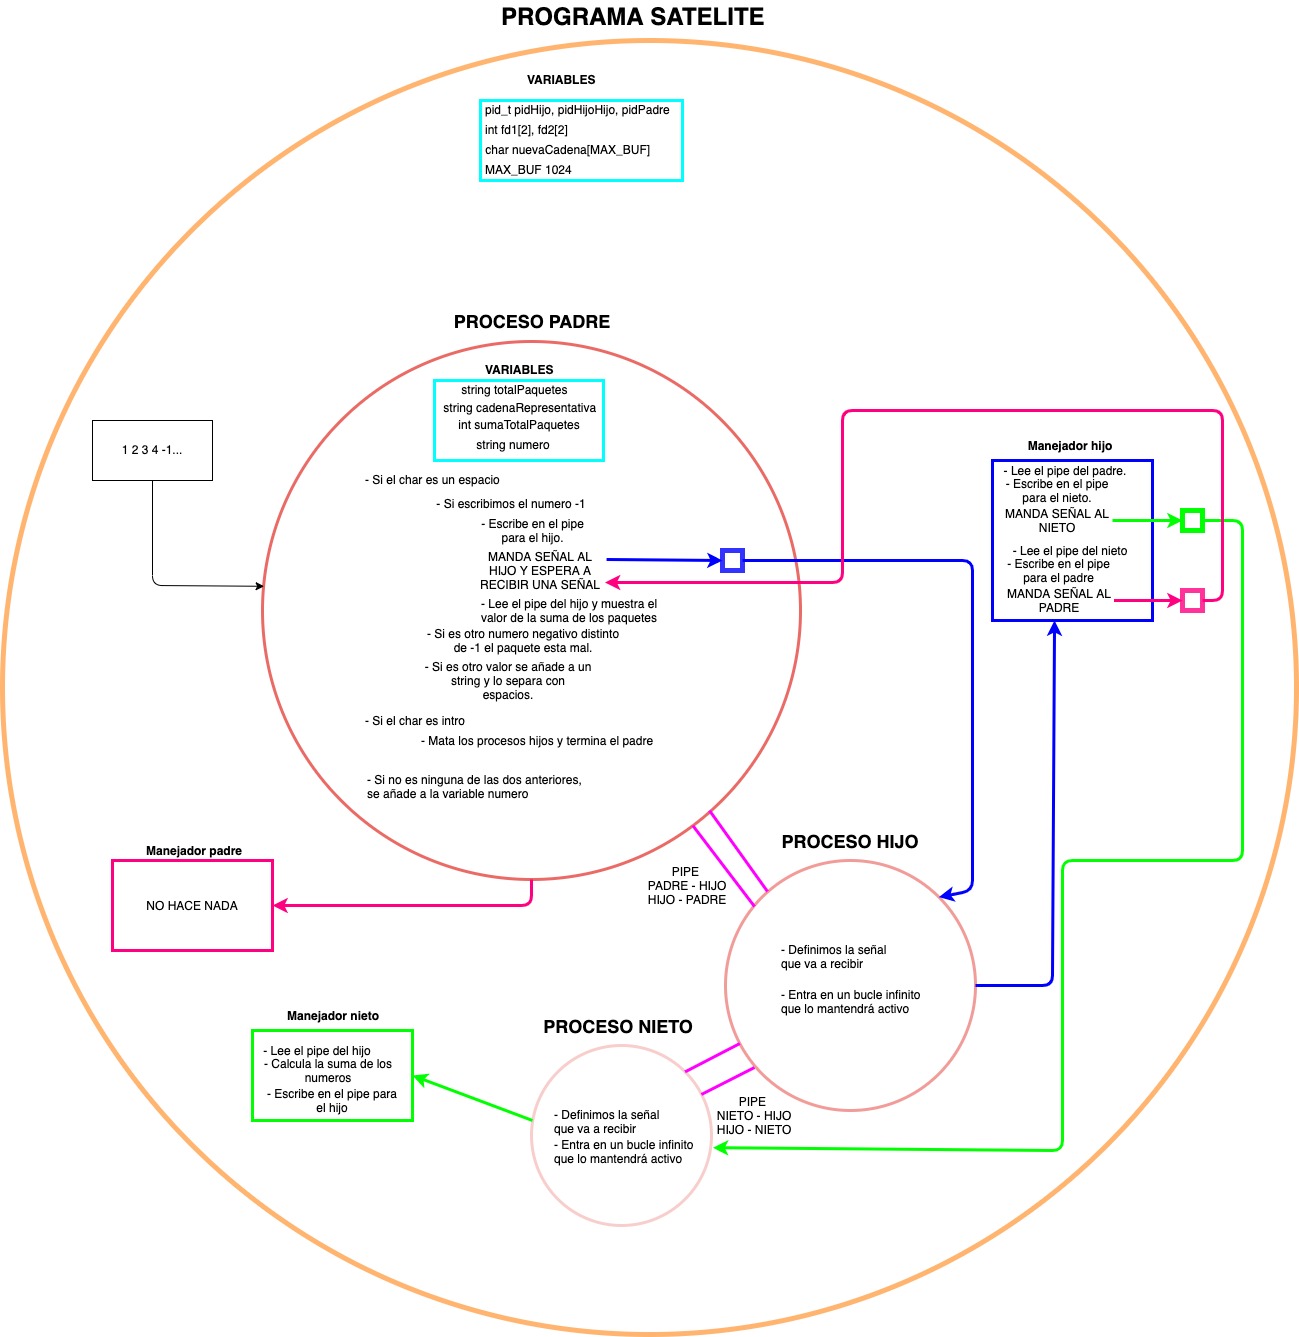 PROGRAMA SATELITE
VARIABLES
pid_t pidHijo, pidHijoHijo, pidPadre
int fd1[2], fd2[2]
char nuevaCadena[MAX_BUF]
MAX_BUF 1024
PROCESO PADRE
VARIABLES
string totalPaquetes
string cadenaRepresentativa
int sumaTotalPaquetes
string numero
1 2 3 4 -1...
- Si el char es un espacio
- Si escribimos el numero -1
- Escribe en el pipe
para el hijo.
MANDA SEÑAL AL
HIJO Y ESPERA A
RECIBIR UNA SEÑAL
- Lee el pipe del hijo y muestra el
valor de la suma de los paquetes
- Si es otro numero negativo distinto
de -1 el paquete esta mal.
- Si es otro valor se añade a un
string y lo separa con
espacios.
- Si el char es intro
- Mata los procesos hijos y termina el padre
- Si no es ninguna de las dos anteriores,
se añade a la variable numero
Manejador hijo
- Lee el pipe del padre.
- Escribe en el pipe
para el nieto.
MANDA SEÑAL AL
NIETO
- Lee el pipe del nieto
- Escribe en el pipe
para el padre
MANDA SEÑAL AL
PADRE
Manejador padre
NO HACE NADA
PIPE
PADRE - HIJO
HIJO - PADRE
PROCESO HIJO
- Definimos la señal
que va a recibir
- Entra en un bucle infinito
que lo mantendrá activo
Manejador nieto
- Lee el pipe del hijo
- Calcula la suma de los
numeros
- Escribe en el pipe para
el hijo
PROCESO NIETO
- Definimos la señal
que va a recibir
- Entra en un bucle infinito
que lo mantendrá activo
PIPE
NIETO - HIJO
HIJO - NIETO